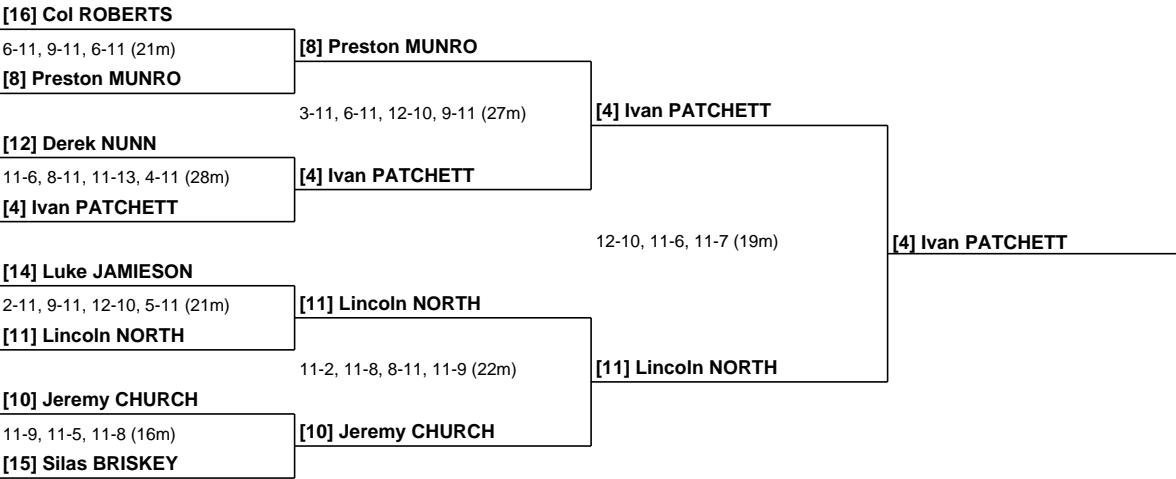 [16] Col ROBERTS
6-11, 9-11, 6-11 (21m)
[8] Preston MUNRO
[8] Preston MUNRO
3-11, 6-11, 12-10, 9-11 (27m)
[12] Derek NUNN
11-6, 8-11, 11-13, 4-11 (28m)
[4] Ivan PATCHETT
[4] Ivan PATCHETT
[4] Ivan PATCHETT
12-10, 11-6, 11-7 (19m)
[4] Ivan PATCHETT
[14] Luke JAMIESON
2-11, 9-11, 12-10, 5-11 (21m)
[11] Lincoln NORTH
[11] Lincoln NORTH
11-2, 11-8, 8-11, 11-9 (22m)
[11] Lincoln NORTH
[10] Jeremy CHURCH
11-9, 11-5, 11-8 (16m)
[15] Silas BRISKEY
[10] Jeremy CHURCH